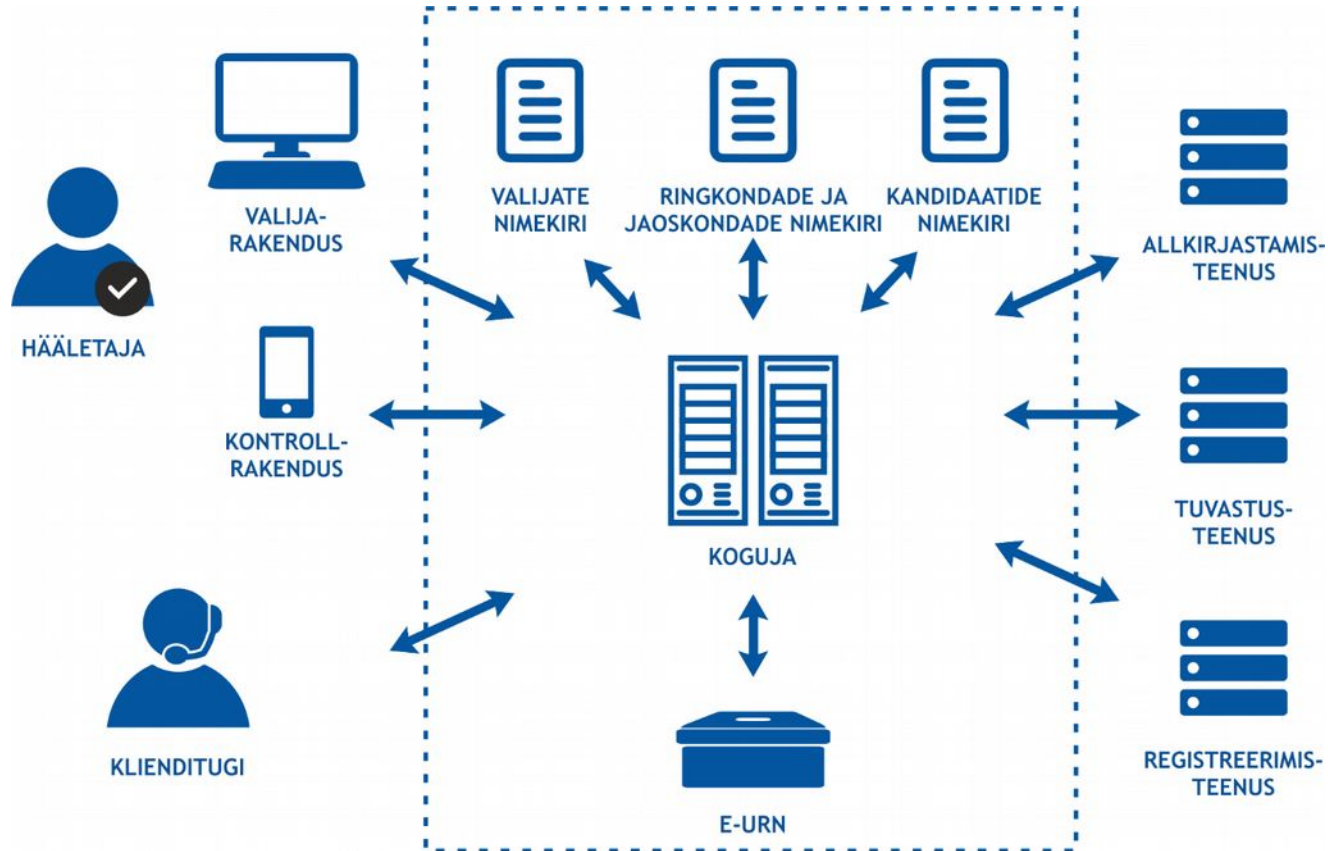 VALIJA-
RAKENDUS
HÄÄLETAJA
KONTROLL-
RAKENDUS
KLIENDITUGI
VALIJATE
NIMEKIRI
RINGKONDADE JA
JAOSKONDADE NIMEKIRI
KANDIDAATIDE
NIMEKIRI
KOGUJA
E-URN
ALLKIRJASTAMIS-
TEENUS
TUVASTUS-
TEENUS
REGISTREERIMIS-
TEENUS